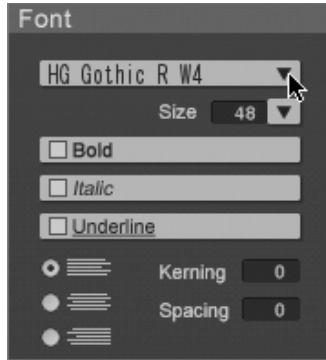 Font
HG Gothic R W4
Size 48
Bold
Italic
Underline
Kerning 0
Spacing 0